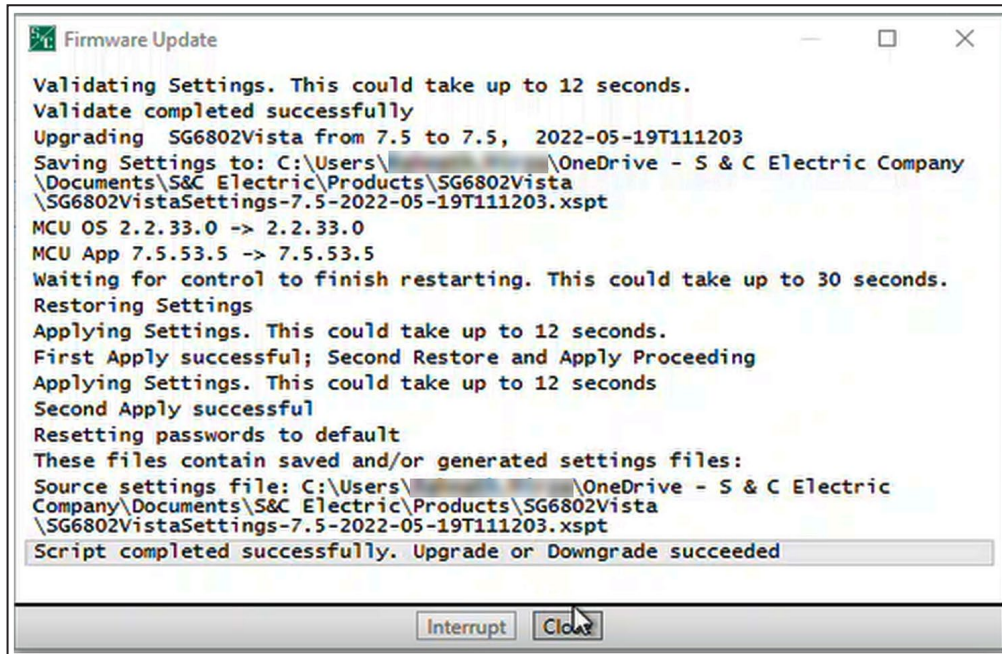 Firmware Update
Validating Settings. This could take up to 12 seconds.
Validate completed successfully
Upgrading  SG6802Vista from 7.5 to 7.5,  2022-05-19T111203
Saving Settings to: C:\Users\ \OneDrive - S & C Electric Company
\Documents\S&C Electric\Products\SG6802Vista
\SG6802VistaSettings-7.5-2022-05-19T111203.xspt
MCU OS 2.2.33.0 -> 2.2.33.0
MCU App 7.5.53.5 -> 7.5.53.5
Waiting for control to finish restarting. This could take up to 30 seconds.
Restoring Settings
Applying Settings. This could take up to 12 seconds.
First Apply successful; Second Restore and Apply Proceeding
Applying Settings. This could take up to 12 seconds
Second Apply successful
Resetting passwords to default
These files contain saved and/or generated settings files:
Source settings file: C:\Users\ \OneDrive - S & C Electric
Company\Documents\S&C Electric\Products\SG6802Vista
\SG6802VistaSettings-7.5-2022-05-19T111203.xspt
Script completed successfully. Upgrade or Downgrade succeeded
Interrupt Close